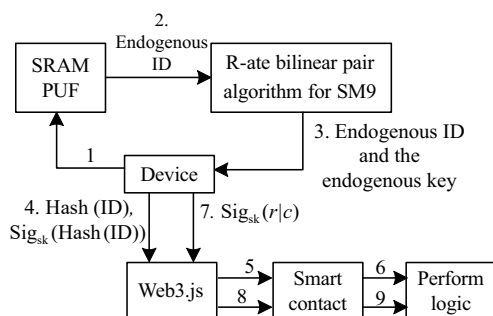 2.
Endogenous
ID
SRAM
PUF
R-ate bilinear pair
algorithm for SM9
3. Endogenous ID
and the
endogenous key
1
Device
4. Hash (ID),
Sigsk(Hash(ID))
7. Sigsk(r|c)
Web3.js
5
8
Smart
contact
6
9
Perform
logic